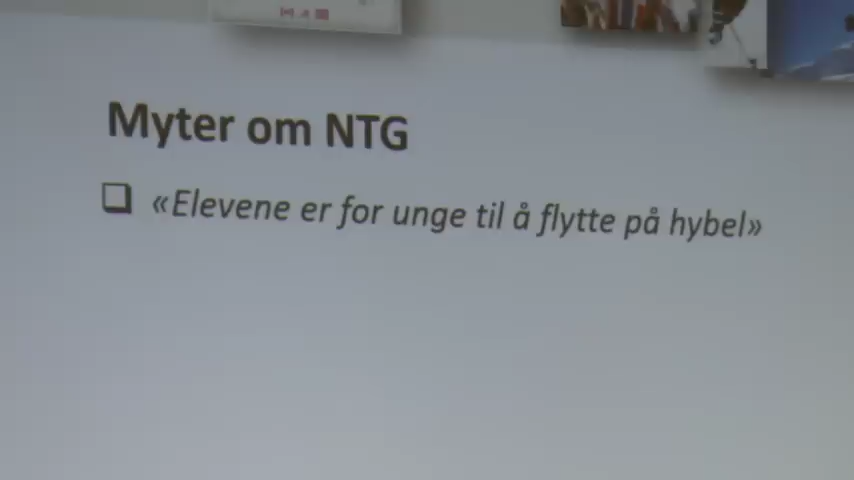 Myter om NTG
«Elevene er for unge til å flytte på hybel»